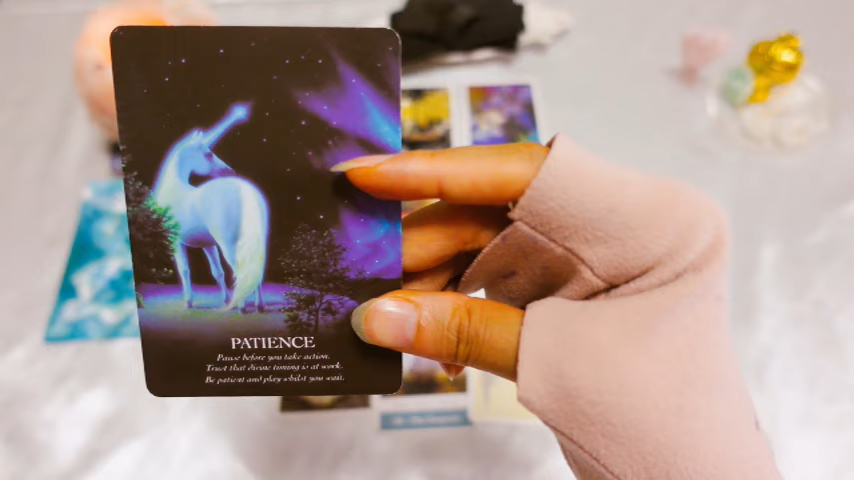 PATIENCE
Pause before you take action.
Trust that divine timing is at work.
Be patient and play whilst you wait.